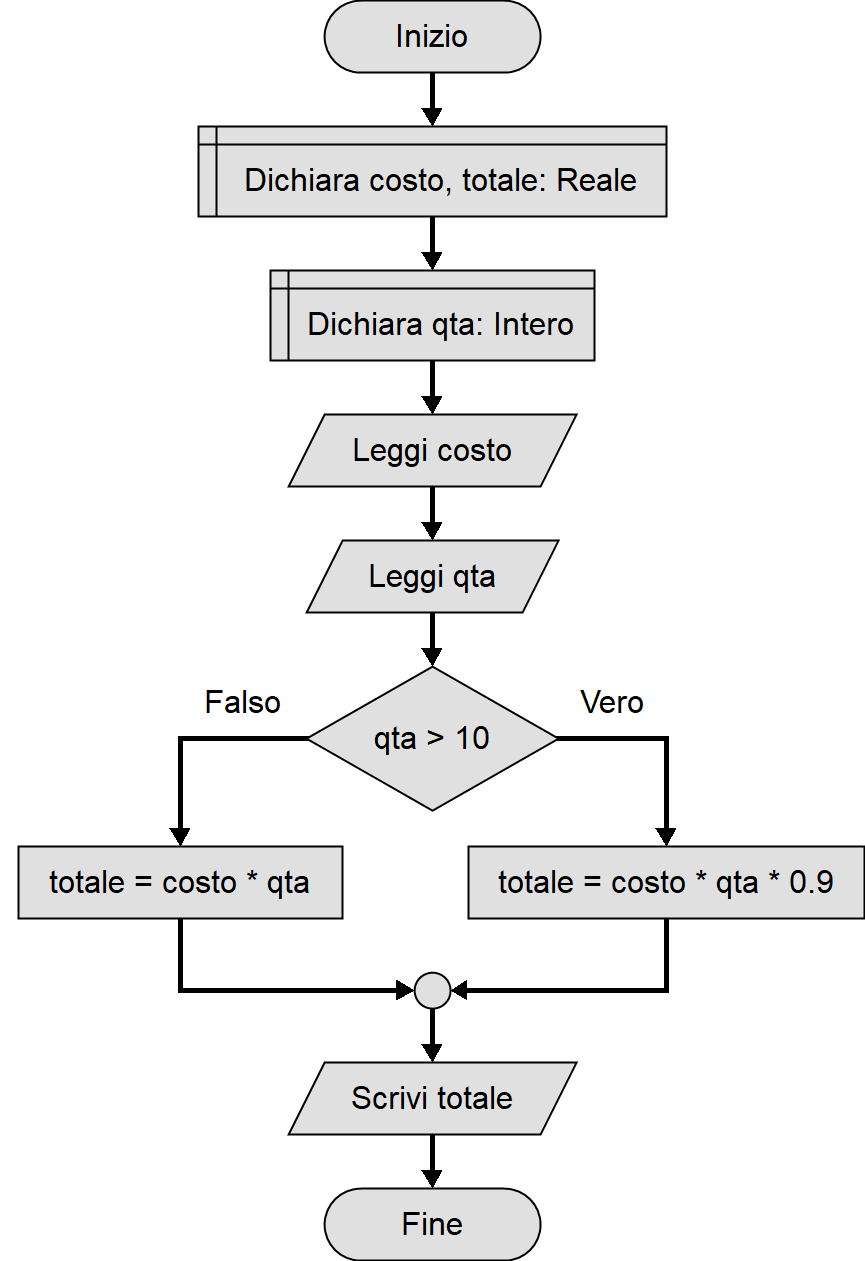 Inizio
Dichiara costo, totale: Reale
Dichiara qta: Intero
Leggi costo
Leggi qta
Falso
Vero
qta > 10
totale = costo * qta
totale = costo * qta * 0.9
Scrivi totale
Fine